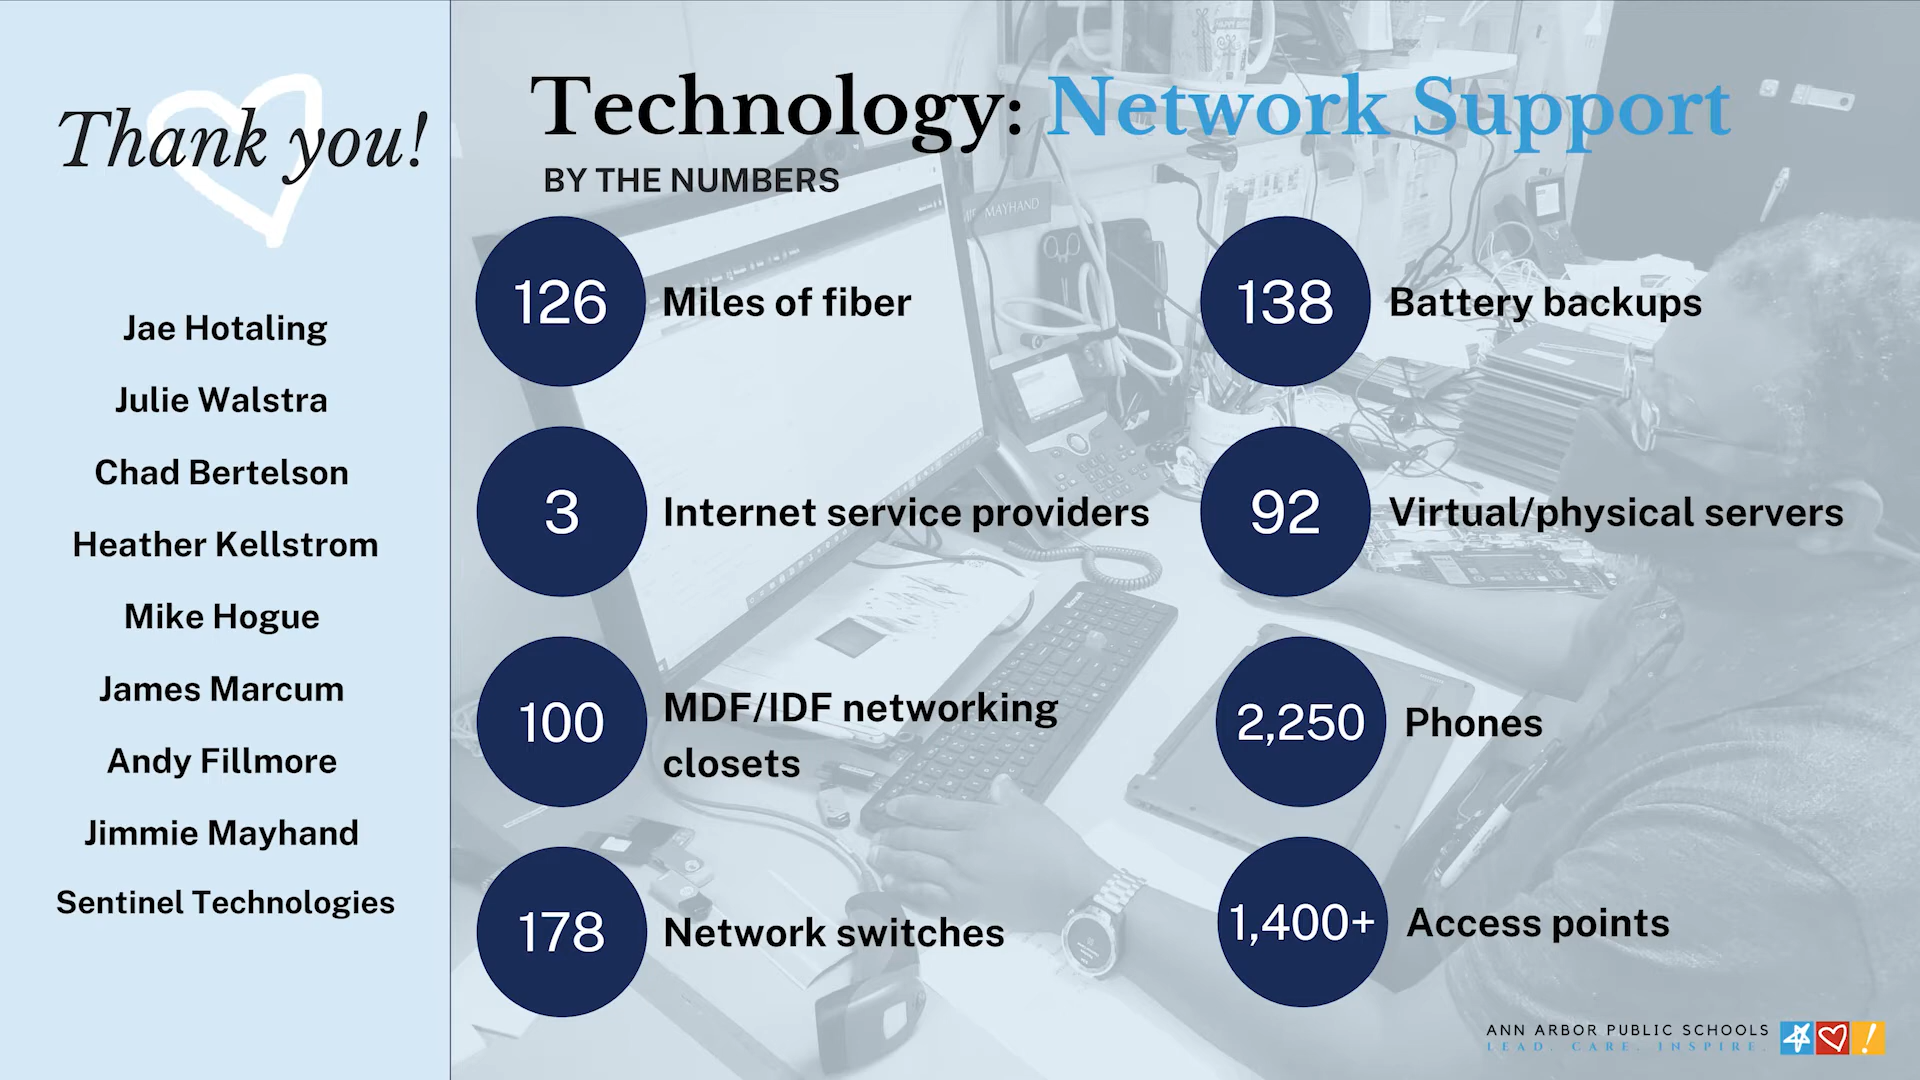 Thank you!
Jae Hotaling
Julie Walstra
Chad Bertelson
Heather Kellstrom
Mike Hogue
James Marcum
Andy Fillmore
Jimmie Mayhand
Sentinel Technologies
Technology: Network Support
BY THE NUMBERS
126 Miles of fiber
3 Internet service providers
100 MDF/IDF networking
closets
178 Network switches
138 Battery backups
92 Virtual/physical servers
2,250 Phones
1,400+ Access points
MAYHAND
ANN ARBOR PUBLIC SCHOOLS
LEAD. CARE. INSPIRE.